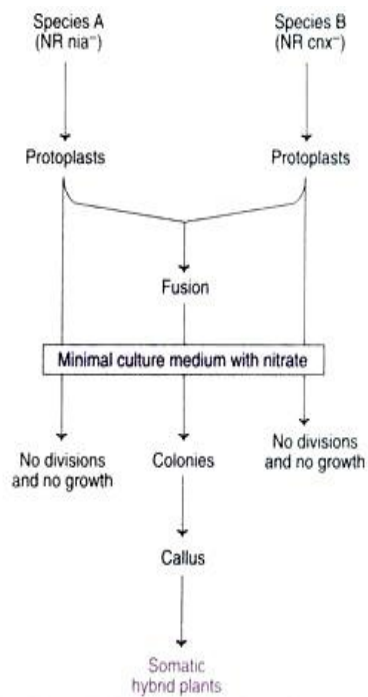 Species A
(NR nia⁻)
Species B
(NR cnx⁻)
Protoplasts
Protoplasts
Fusion
Minimal culture medium with nitrate
No divisions
and no growth
Colonies
No divisions
and no growth
Callus
Somatic
hybrid plants